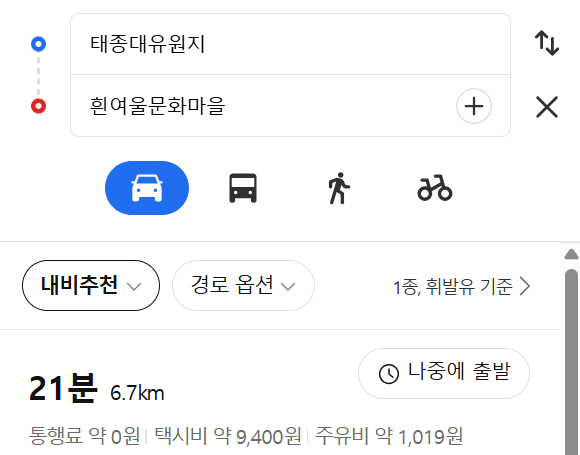 태종대유원지
흰여울문화마을
내비추천 경로 옵션 1종, 휘발유 기준
21분 6.7km 나중에 출발
통행료 약 0원 택시비 약 9,400원 주유비 약 1,019원